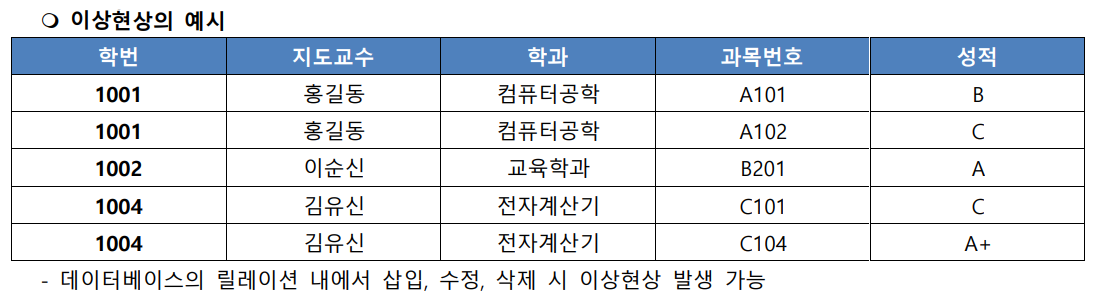 ❍ 이상현상의 예시
학번 지도교수 학과 과목번호 성적
1001 홍길동 컴퓨터공학 A101 B
1001 홍길동 컴퓨터공학 A102 C
1002 이순신 교육학과 B201 A
1004 김유신 전자계산기 C101 C
1004 김유신 전자계산기 C104 A+
- 데이터베이스의 릴레이션 내에서 삽입, 수정, 삭제 시 이상현상 발생 가능